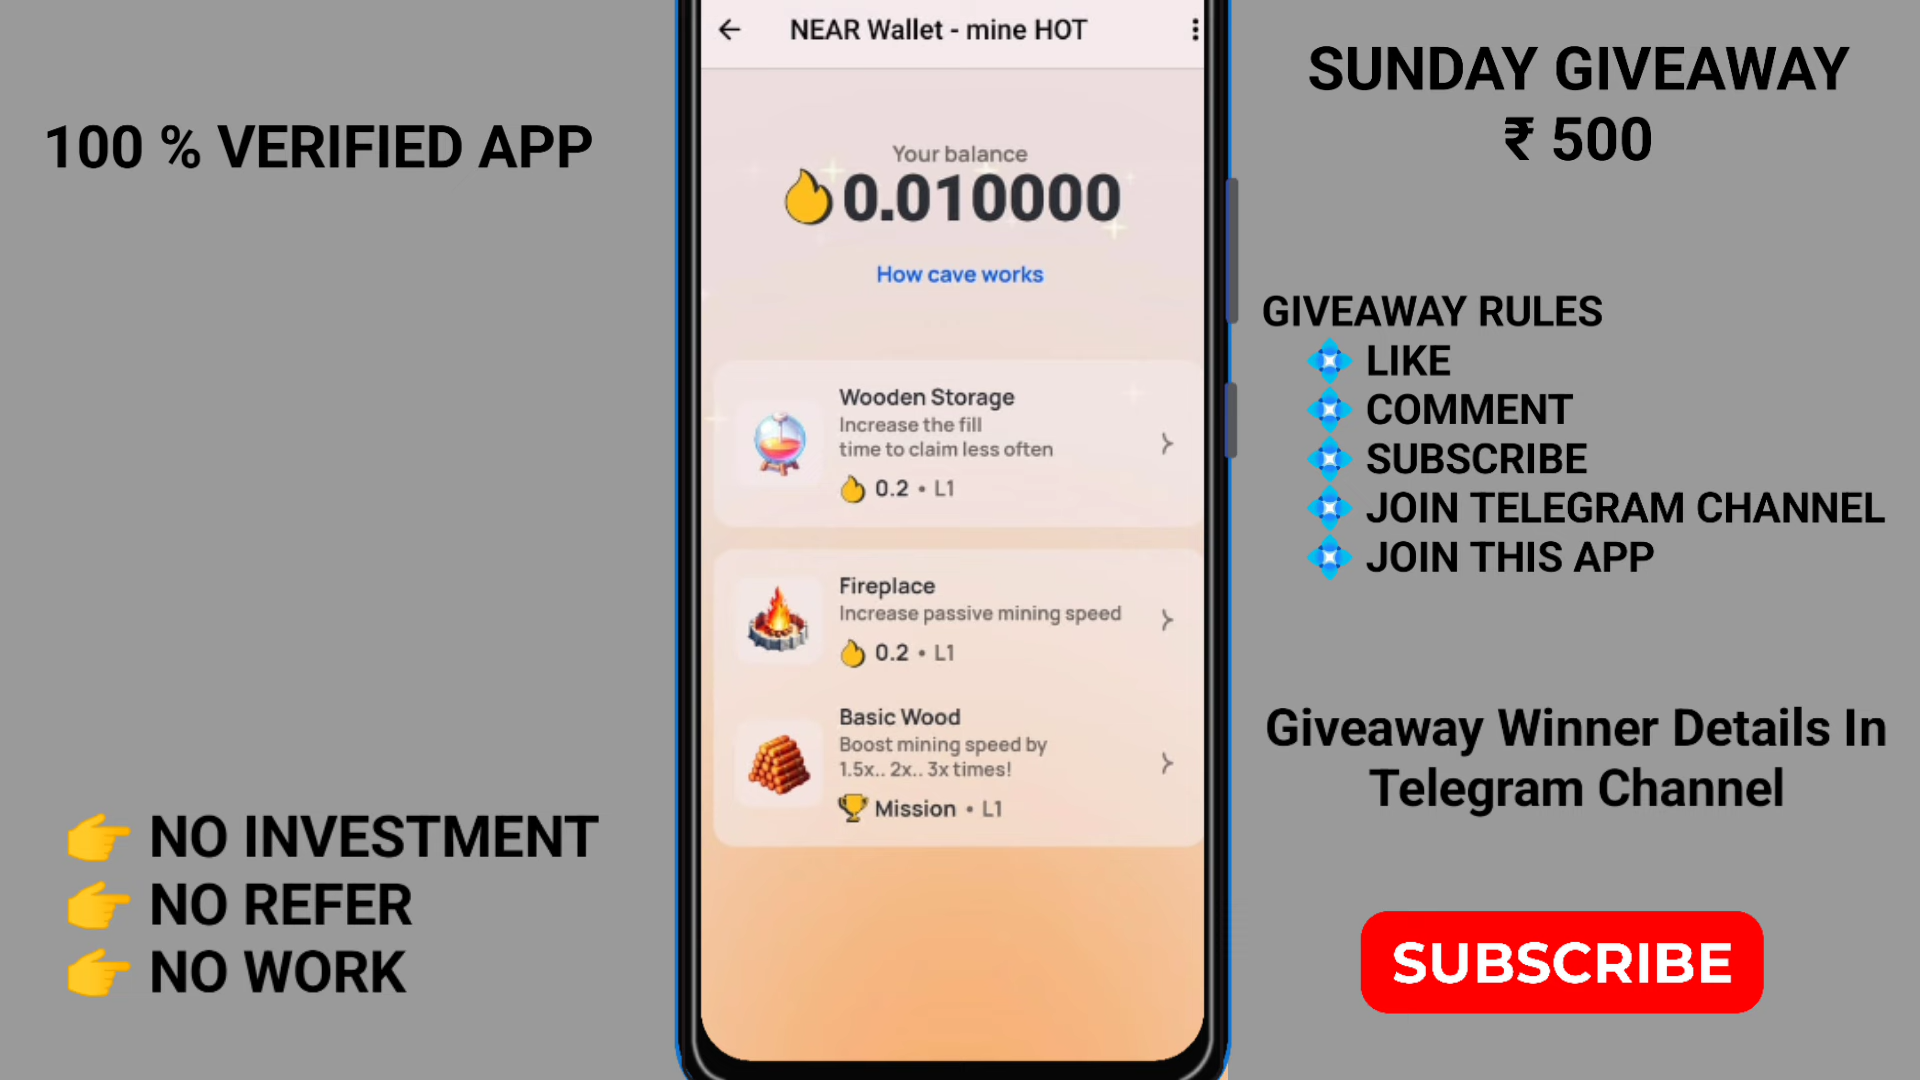 100 % VERIFIED APP
👉 NO INVESTMENT
👉 NO REFER
👉 NO WORK
NEAR Wallet - mine HOT
Your balance
0.010000
How cave works
Wooden Storage
Increase the fill
time to claim less often
0.2 • L1
Fireplace
Increase passive mining speed
0.2 • L1
Basic Wood
Boost mining speed by
1.5x.. 2x.. 3x times!
Mission • L1
SUNDAY GIVEAWAY
₹ 500
GIVEAWAY RULES
💠 LIKE
💠 COMMENT
💠 SUBSCRIBE
💠 JOIN TELEGRAM CHANNEL
💠 JOIN THIS APP
Giveaway Winner Details In
Telegram Channel
SUBSCRIBE